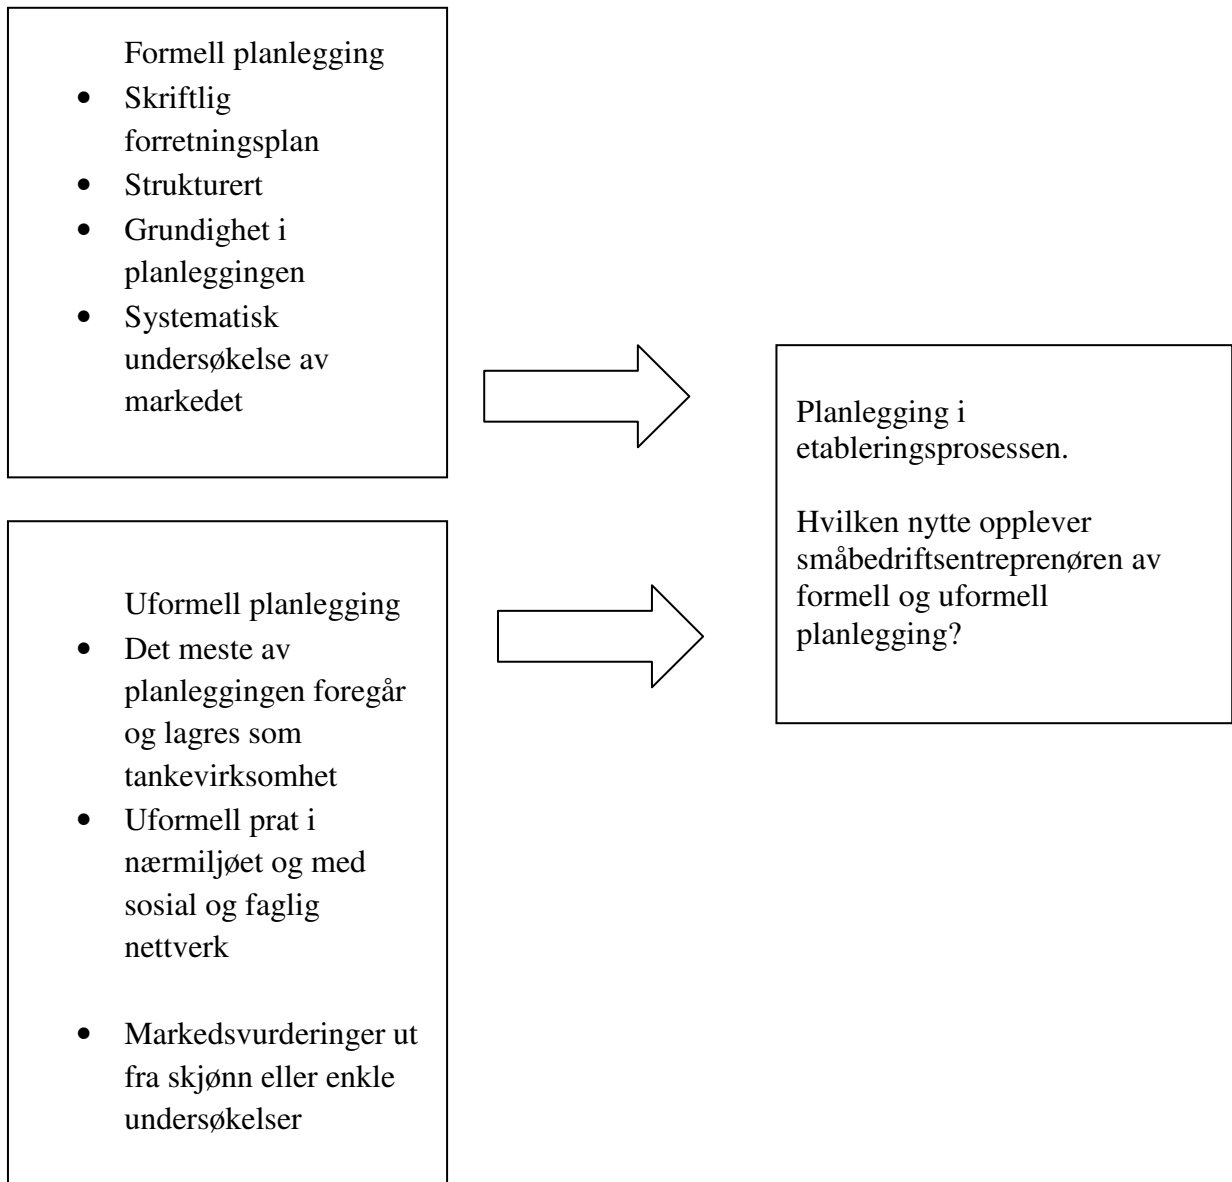 Formell planlegging
• Skriftlig
forretningsplan
• Strukturert
• Grundighet i
planleggingen
• Systematisk
undersøkelse av
markedet
Uformell planlegging
• Det meste av
planleggingen foregår
og lagres som
tankevirksomhet
• Uformell prat i
nærmiljøet og med
sosial og faglig
nettverk
• Markedsvurderinger ut
fra skjønn eller enkle
undersøkelser
Planlegging i
etableringsprosessen.
Hvilken nytte opplever
småbedriftsentreprenøren av
formell og uformell
planlegging?